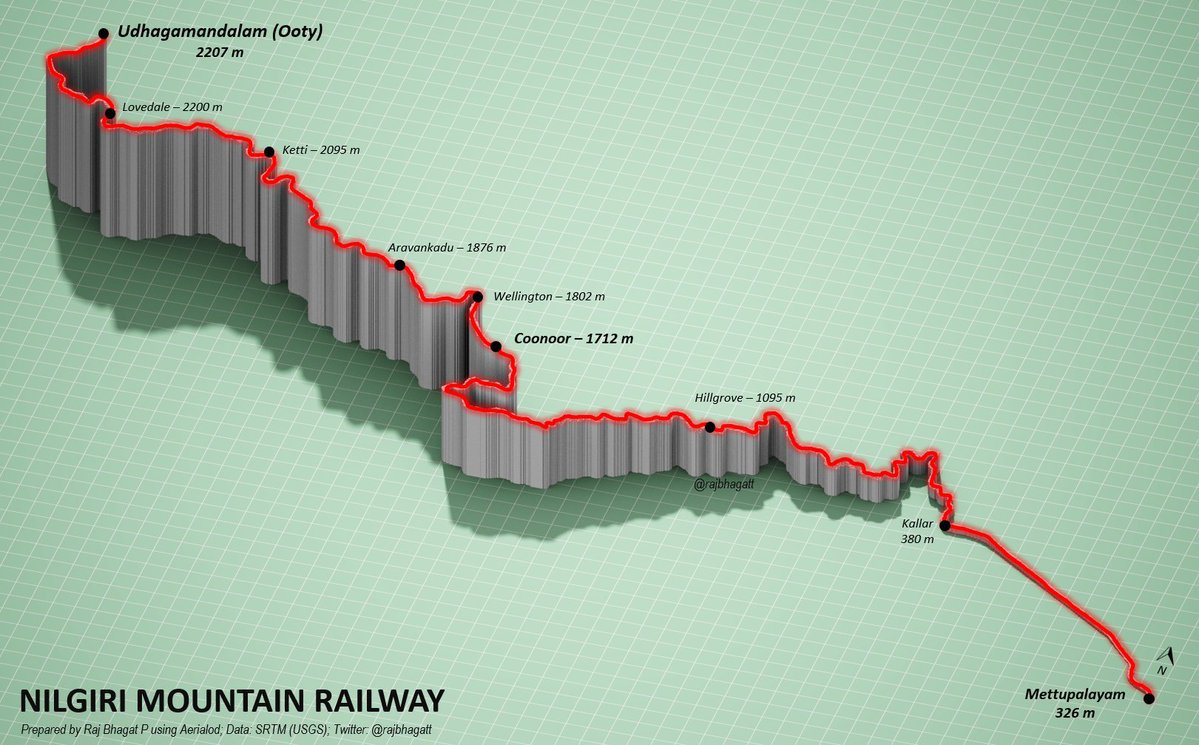 Udhagamandalam (Ooty)
2207 m
Lovedale – 2200 m
Ketti – 2095 m
Aravankadu – 1876 m
Wellington – 1802 m
Coonoor – 1712 m
Hillgrove – 1095 m
@rajbhagatt
Kallar
380 m
N
Mettupalayam
326 m
NILGIRI MOUNTAIN RAILWAY
Prepared by Raj Bhagat P using Aerialod; Data: SRTM (USGS); Twitter: @rajbhagatt